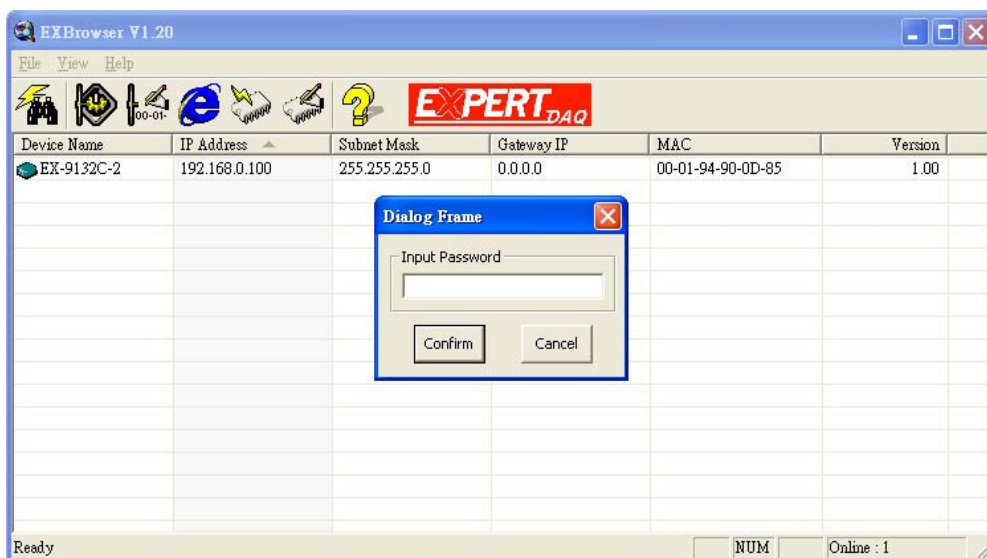 EXBrowser V1.20
File View Help
00-01-
EXPERT DAQ
Device Name IP Address Subnet Mask Gateway IP MAC Version
EX-9132C-2 192.168.0.100 255.255.255.0 0.0.0.0 00-01-94-90-0D-85 1.00
Dialog Frame
Input Password
Confirm Cancel
Ready NUM Online : 1